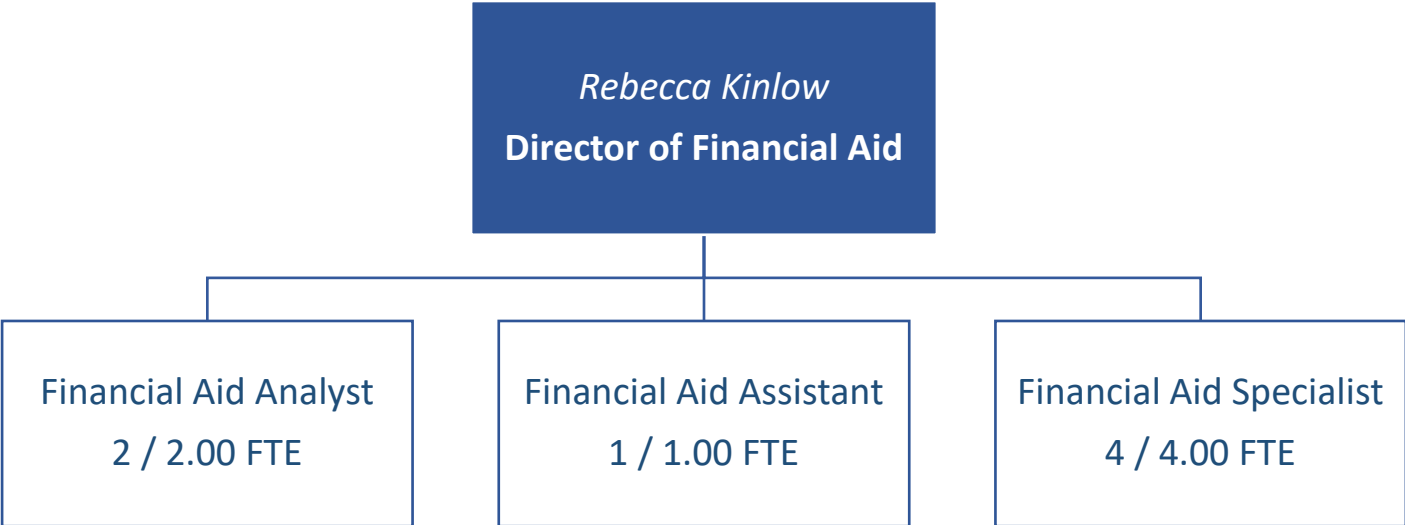 Rebecca Kinlow
Director of Financial Aid
Financial Aid Analyst
2 / 2.00 FTE
Financial Aid Assistant
1 / 1.00 FTE
Financial Aid Specialist
4 / 4.00 FTE